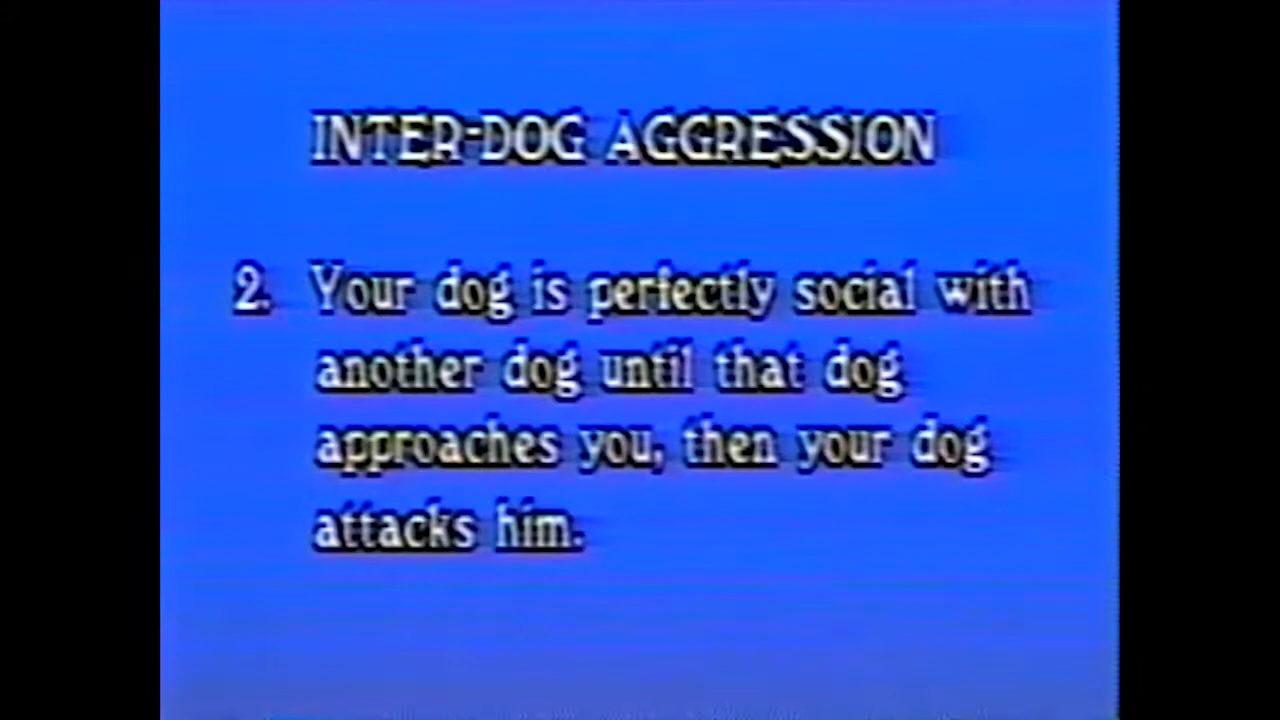 INTER-DOG AGGRESSION
2. Your dog is perfectly social with
another dog until that dog
approaches you, then your dog
attacks him.